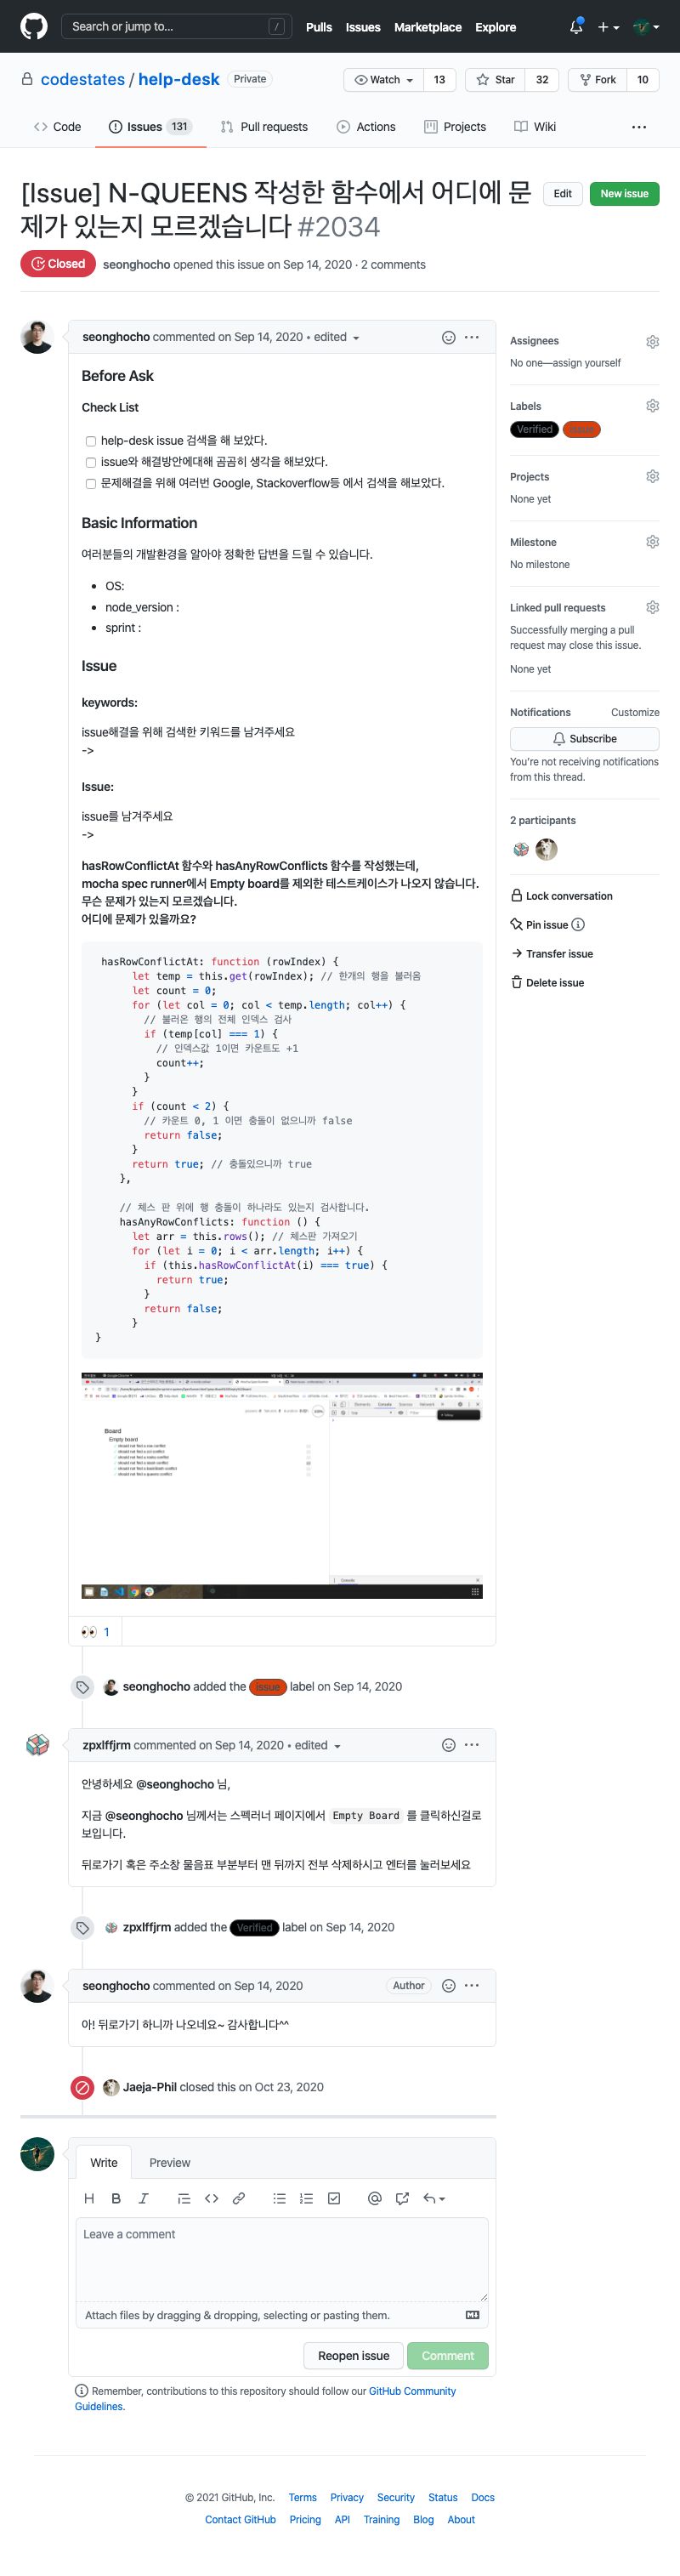 Search or jump to...
/
Pulls Issues Marketplace Explore
codestates / help-desk Private
Watch 13 Star 32 Fork 10
Code Issues 131 Pull requests Actions Projects Wiki
[Issue] N-QUEENS 작성한 함수에서 어디에 문
제가 있는지 모르겠습니다 #2034
Edit New issue
Closed seonghocho opened this issue on Sep 14, 2020 · 2 comments
seonghocho commented on Sep 14, 2020 • edited
Before Ask
Check List
help-desk issue 검색을 해 보았다.
issue와 해결방안에대해 곰곰히 생각을 해보았다.
문제해결을 위해 여러번 Google, Stackoverflow등 에서 검색을 해보았다.
Basic Information
여러분들의 개발환경을 알아야 정확한 답변을 드릴 수 있습니다.
OS:
node_version :
sprint :
Issue
keywords:
issue해결을 위해 검색한 키워드를 남겨주세요
->
Issue:
issue를 남겨주세요
->
hasRowConflictAt 함수와 hasAnyRowConflicts 함수를 작성했는데,
mocha spec runner에서 Empty board를 제외한 테스트케이스가 나오지 않습니다.
무슨 문제가 있는지 모르겠습니다.
어디에 문제가 있을까요?
hasRowConflictAt: function (rowIndex) {
let temp = this.get(rowIndex); // 한개의 행을 불러옴
let count = 0;
for (let col = 0; col < temp.length; col++) {
// 불러온 행의 전체 인덱스 검사
if (temp[col] === 1) {
// 인덱스값 1이면 카운트도 +1
count++;
}
}
if (count < 2) {
// 카운트 0, 1 이면 충돌이 없으니까 false
return false;
}
return true; // 충돌있으니까 true
},
// 체스 판 위에 행 충돌이 하나라도 있는지 검사합니다.
hasAnyRowConflicts: function () {
let arr = this.rows(); // 체스판 가져오기
for (let i = 0; i < arr.length; i++) {
if (this.hasRowConflictAt(i) === true) {
return true;
}
return false;
}
}
Board
Empty board
1
seonghocho added the issue label on Sep 14, 2020
zpxlffjrm commented on Sep 14, 2020 • edited
안녕하세요 @seonghocho 님,
지금 @seonghocho 님께서는 스펙러너 페이지에서 Empty Board 를 클릭하신걸로
보입니다.
뒤로가기 혹은 주소창 물음표 부분부터 맨 뒤까지 전부 삭제하시고 엔터를 눌러보세요
zpxlffjrm added the Verified label on Sep 14, 2020
seonghocho commented on Sep 14, 2020 Author
아! 뒤로가기 하니까 나오네요~ 감사합니다^^
Jaeja-Phil closed this on Oct 23, 2020
Write Preview
Leave a comment
Attach files by dragging & dropping, selecting or pasting them.
Reopen issue Comment
Remember, contributions to this repository should follow our GitHub Community
Guidelines.
Assignees
No one—assign yourself
Labels
Verified issue
Projects
None yet
Milestone
No milestone
Linked pull requests
Successfully merging a pull
request may close this issue.
None yet
Notifications Customize
Subscribe
You're not receiving notifications
from this thread.
2 participants
Lock conversation
Pin issue
Transfer issue
Delete issue
© 2021 GitHub, Inc. Terms Privacy Security Status Docs
Contact GitHub Pricing API Training Blog About